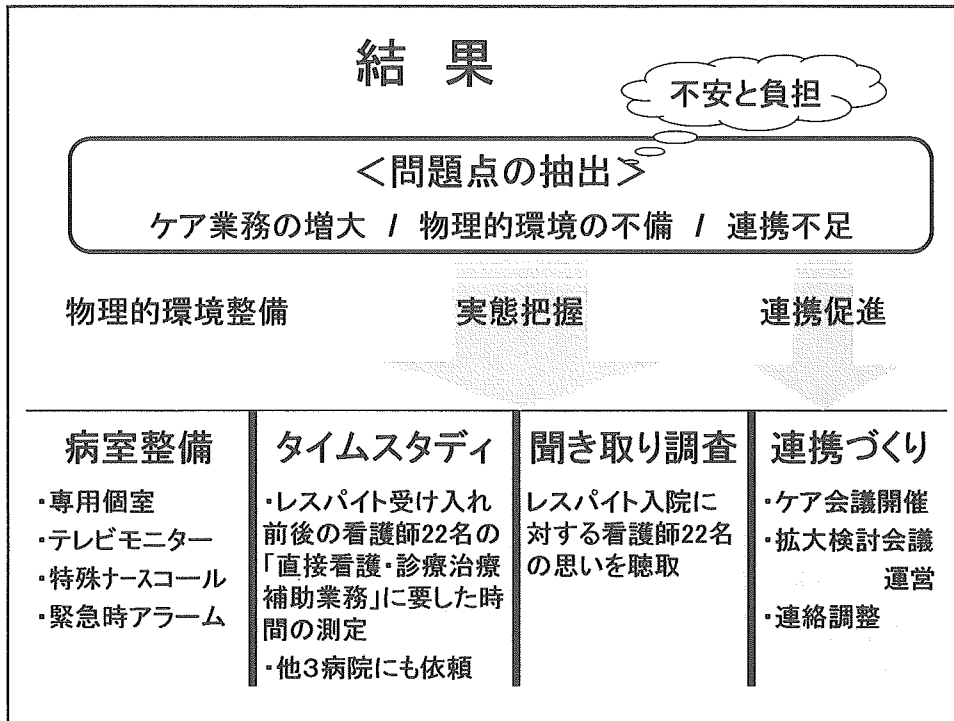 結 果
不安と負担
＜問題点の抽出＞
ケア業務の増大 / 物理的環境の不備 / 連携不足
物理的環境整備
実態把握
連携促進
病室整備
・専用個室
・テレビモニター
・特殊ナースコール
・緊急時アラーム
タイムスタディ
・レスパイト受け入れ
前後の看護師22名の
「直接看護・診療治療
補助業務」に要した時
間の測定
・他3病院にも依頼
聞き取り調査
レスパイト入院に
対する看護師22名
の思いを聴取
連携づくり
・ケア会議開催
・拡大検討会議
運営
・連絡調整